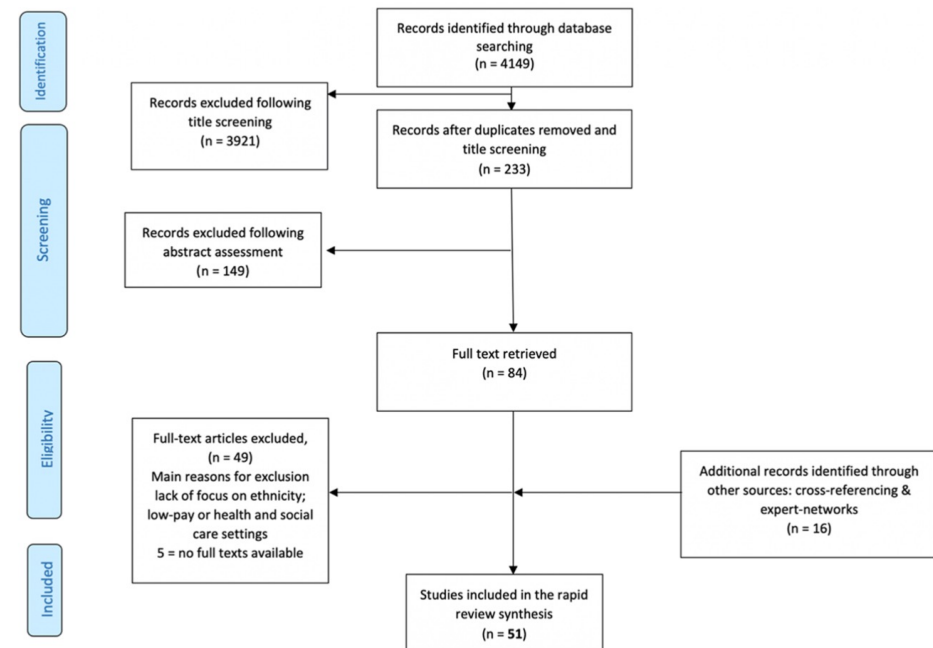 Identification
Records identified through database
searching
(n = 4149)
Records excluded following
title screening
(n = 3921)
Screening
Records after duplicates removed and
title screening
(n = 233)
Records excluded following
abstract assessment
(n = 149)
Full text retrieved
(n = 84)
Eligibility
Full-text articles excluded,
(n = 49)
Main reasons for exclusion
lack of focus on ethnicity;
low-pay or health and social
care settings
5 = no full texts available
Additional records identified through
other sources: cross-referencing &
expert-networks
(n = 16)
Included
Studies included in the rapid
review synthesis
(n = 51)